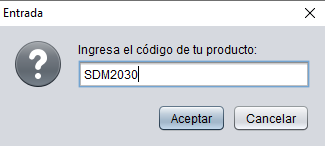 Entrada
Ingresa el código de tu producto:
SDM2030
Aceptar
Cancelar